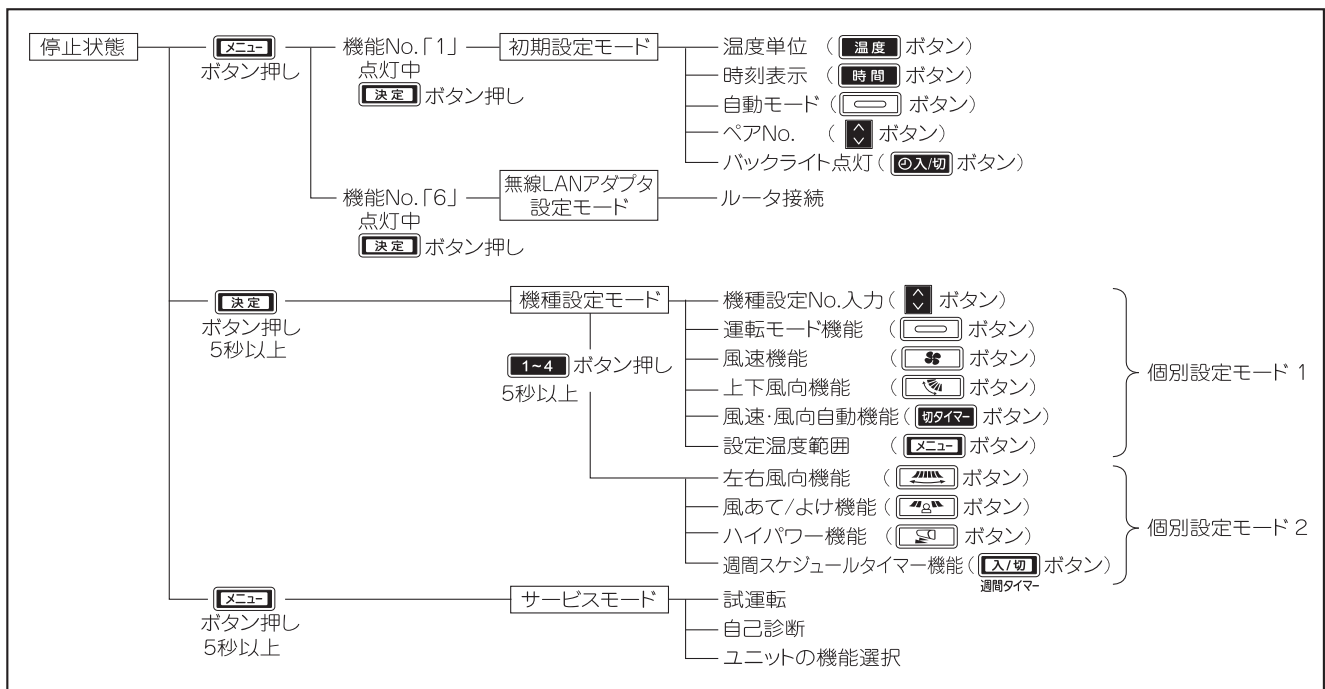 停止状態
メニュー
ボタン押し
機能No.「1」
点灯中
決定 ボタン押し
初期設定モード
温度単位 ( 温度 ボタン)
時刻表示 ( 時間 ボタン)
自動モード ( ボタン)
ペアNo. ( ボタン)
バックライト点灯 ( 入/切 ボタン)
機能No.「6」
点灯中
決定 ボタン押し
無線LANアダプタ
設定モード
ルータ接続
決定
ボタン押し
5秒以上
機種設定モード
1~4 ボタン押し
5秒以上
機種設定No.入力 ( ボタン)
運転モード機能 ( ボタン)
風速機能 ( ボタン)
上下風向機能 ( ボタン)
風速・風向自動機能 ( 切タイマー ボタン)
設定温度範囲 ( メニュー ボタン)
個別設定モード1
左右風向機能 ( ボタン)
風あて/よけ機能 ( ボタン)
ハイパワー機能 ( ボタン)
週間スケジュールタイマー機能 ( 入/切 ボタン)
週間タイマー
個別設定モード2
メニュー
ボタン押し
5秒以上
サービスモード
試運転
自己診断
ユニットの機能選択